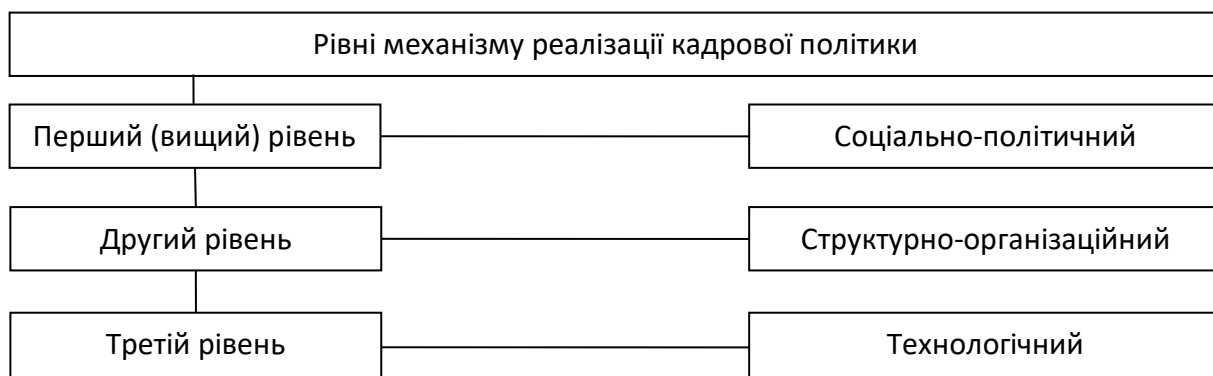 Рівні механізму реалізації кадрової політики
Перший (вищий) рівень
Соціально-політичний
Другий рівень
Структурно-організаційний
Третій рівень
Технологічний